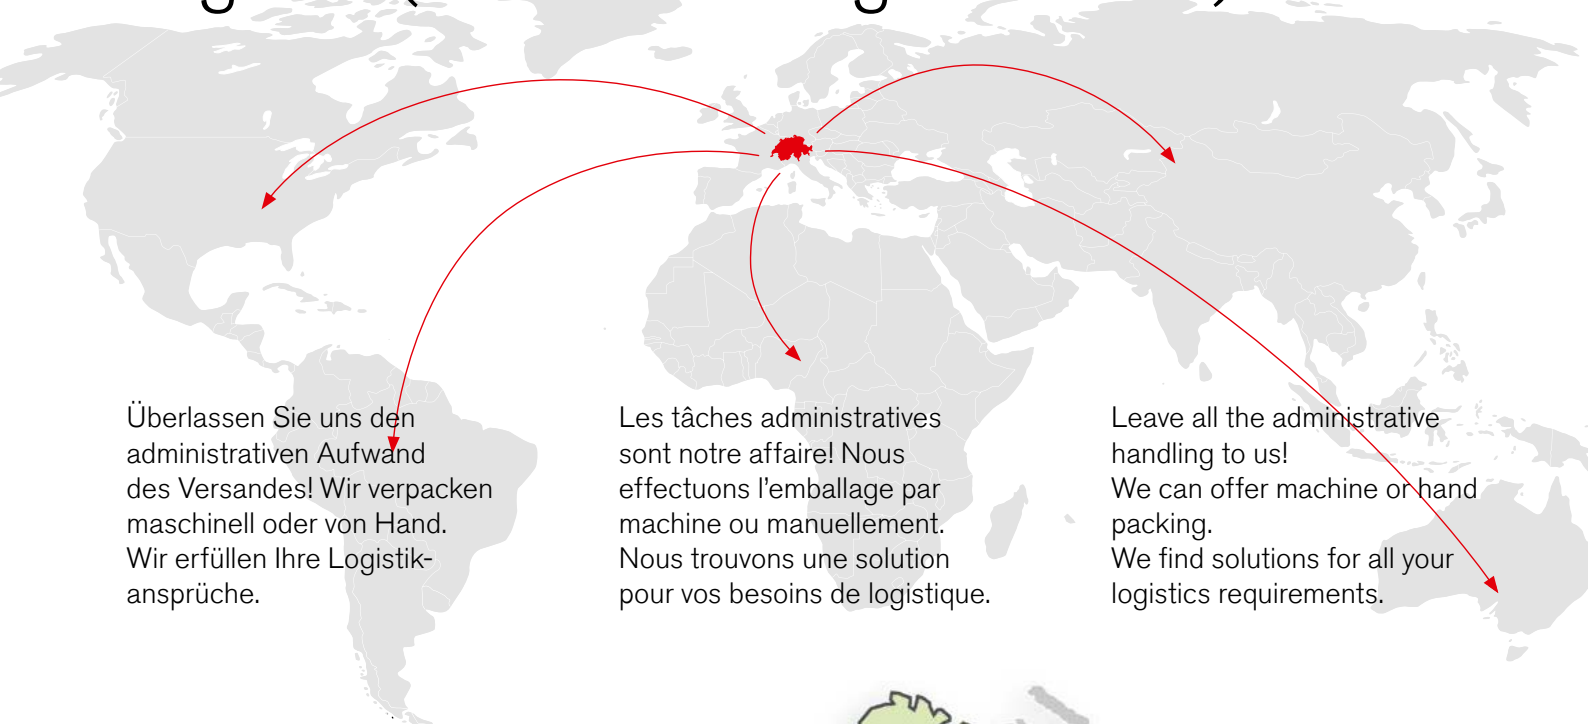 Überlassen Sie uns den
administrativen Aufwand
des Versandes! Wir verpacken
maschinell oder von Hand.
Wir erfüllen Ihre Logistik-
ansprüche.
Les tâches administratives
sont notre affaire! Nous
effectuons l’emballage par
machine ou manuellement.
Nous trouvons une solution
pour vos besoins de logistique.
Leave all the administrative
handling to us!
We can offer machine or hand
packing.
We find solutions for all your
logistics requirements.